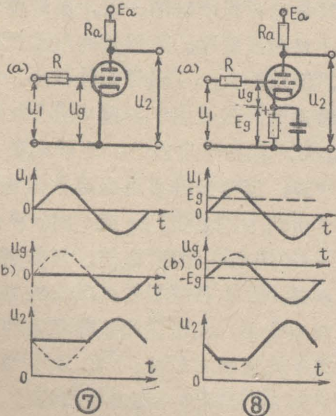 Ea Ea
Ra Ra
(a) R (a) R
U₁ Ug U₂ U₁ Ug + Eg - U₂
U₁ U₁
Eg
0 t 0 t
Ug Ug
(b) 0 t (b) 0 t
-Eg
U₂ U₂
0 t 0 t
⑦ ⑧